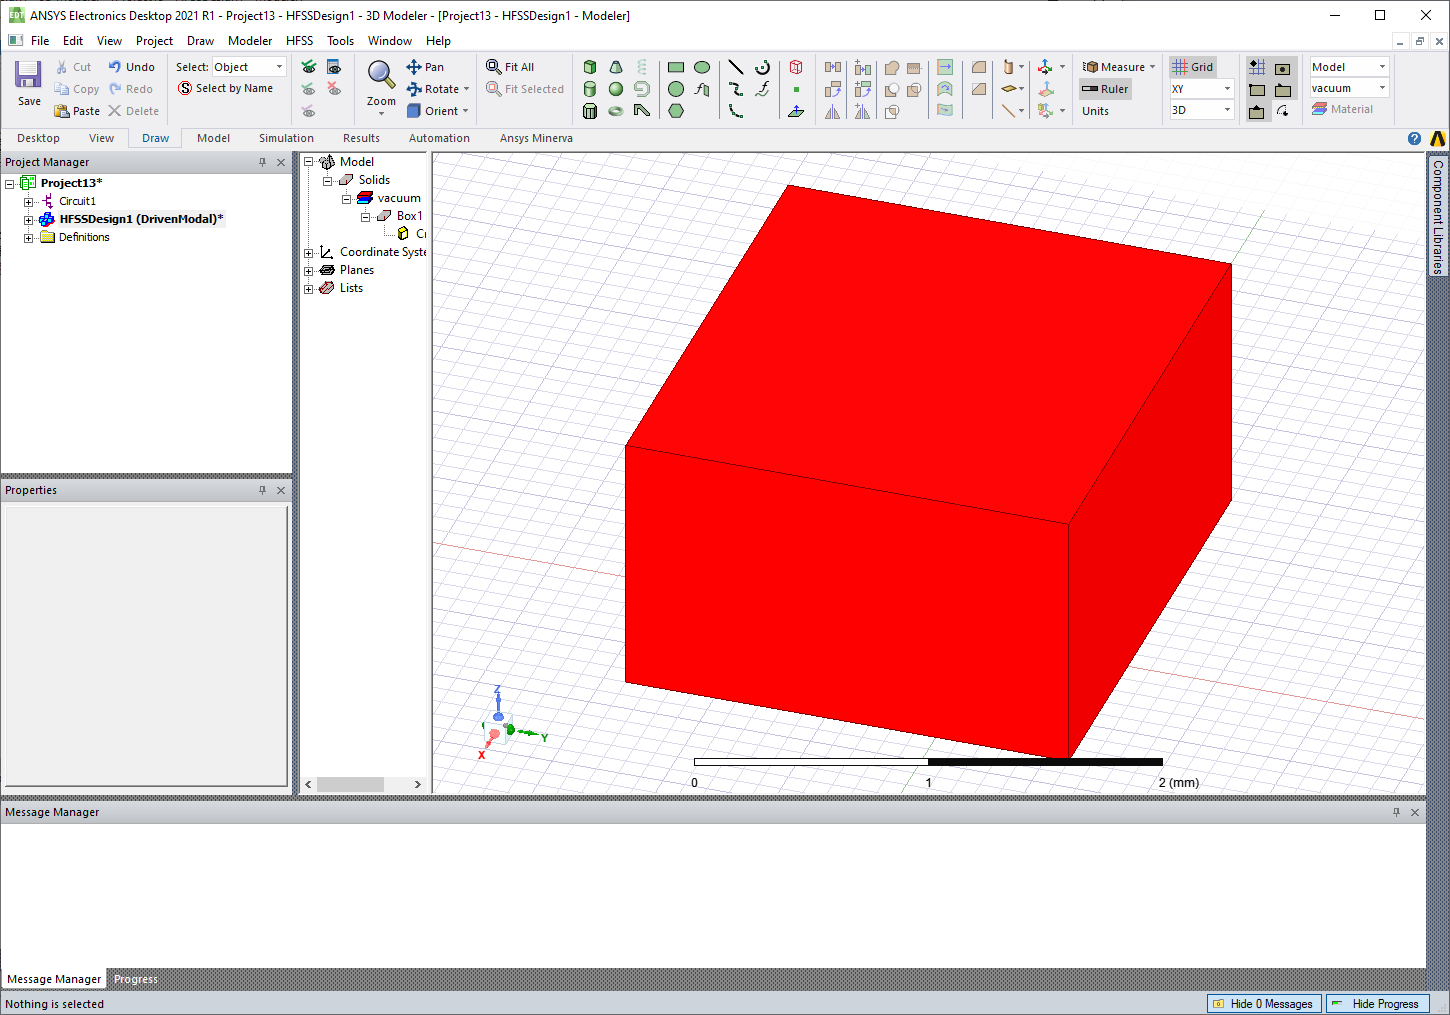 ANSYS Electronics Desktop 2021 R1 - Project13 - HFSSDesign1 - 3D Modeler - [Project13 - HFSSDesign1 - Modeler]
File Edit View Project Draw Modeler HFSS Tools Window Help
Save
Cut
Copy
Paste
Undo
Redo
Delete
Select: Object
Select by Name
Zoom
Pan
Rotate
Orient
Fit All
Fit Selected
Measure
Ruler
Units
Grid
XY
3D
Model
vacuum
Material
Desktop View Draw Model Simulation Results Automation Ansys Minerva
Project Manager
Project13*
Circuit1
HFSSDesign1 (DrivenModal)*
Definitions
Properties
Model
Solids
vacuum
Box1
Cr
Coordinate Syste
Planes
Lists
Z
Y
X
0 1 2 (mm)
Component Libraries
Message Manager
Message Manager Progress
Nothing is selected
Hide 0 Messages
Hide Progress